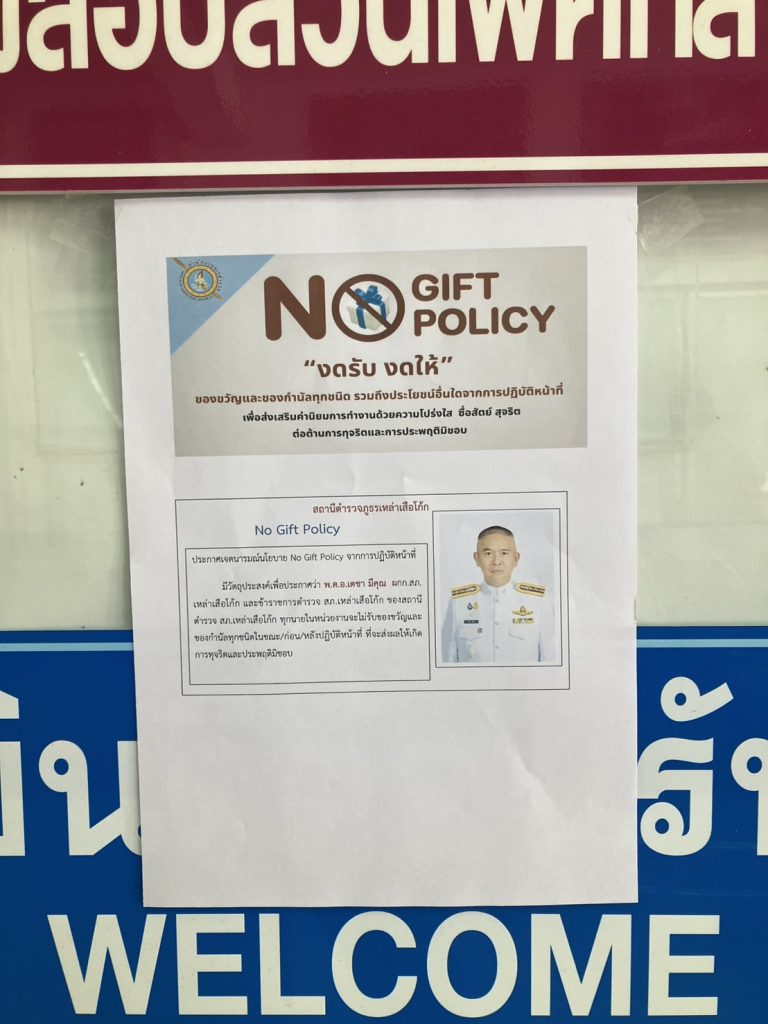 NO GIFT
POLICY
“งดรับ งดให้”
ของขวัญและของกำนัลทุกชนิด รวมถึงประโยชน์อื่นใดจากการปฏิบัติหน้าที่
เพื่อส่งเสริมค่านิยมการทำงานด้วยความโปร่งใส ซื่อสัตย์ สุจริต
ต่อต้านการทุจริตและการประพฤติมิชอบ
สถานีตำรวจภูธรเหล่าเสือโก้ก
No Gift Policy
ประกาศเจตนารมณ์นโยบาย No Gift Policy จากการปฏิบัติหน้าที่
มีวัตถุประสงค์เพื่อประกาศว่า พ.ต.อ.เดชา มีคุณ ผกก.สภ.
เหล่าเสือโก้ก และข้าราชการตำรวจ สภ.เหล่าเสือโก้ก ของสถานี
ตำรวจ สภ.เหล่าเสือโก้ก ทุกนายในหน่วยงานจะไม่รับของขวัญและ
ของกำนัลทุกชนิดในขณะ/ก่อน/หลังปฏิบัติหน้าที่ ที่จะส่งผลให้เกิด
การทุจริตและประพฤติมิชอบ
WELCOME